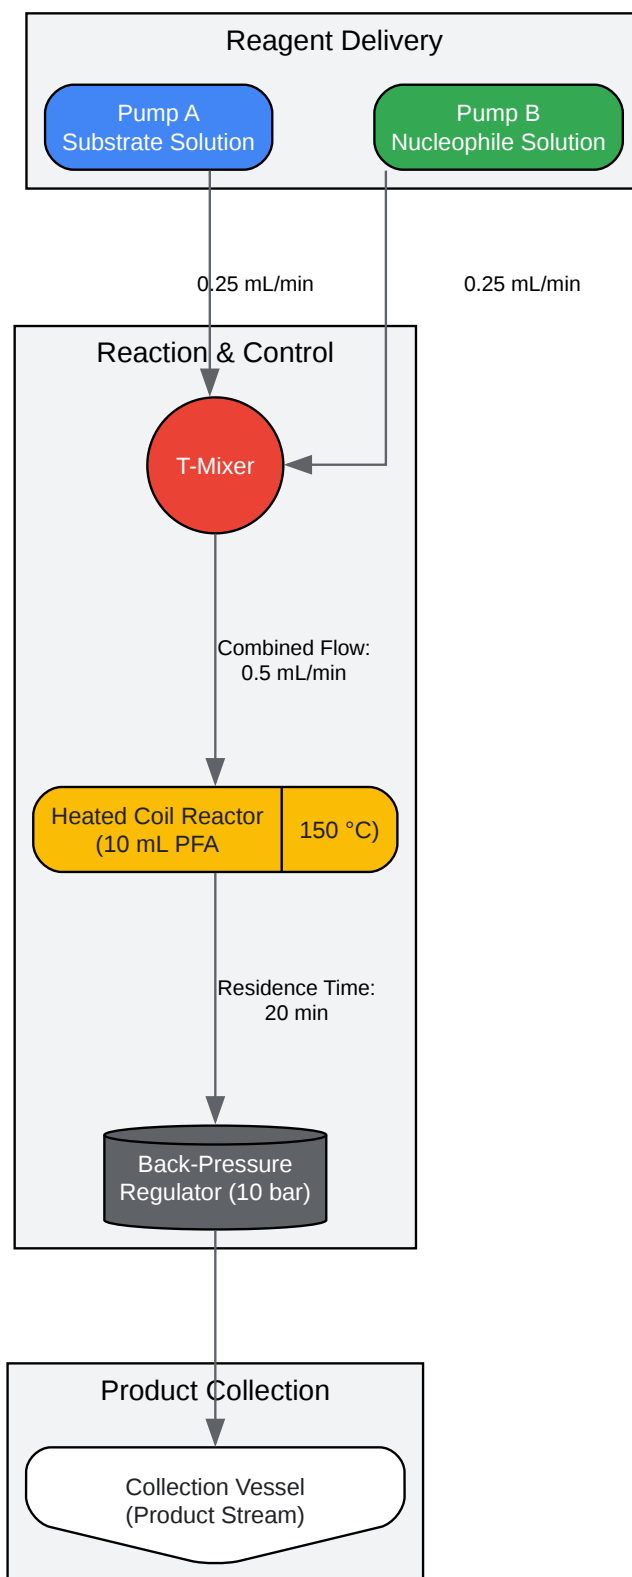 Reagent Delivery
Pump A
Substrate Solution
Pump B
Nucleophile Solution
0.25 mL/min
0.25 mL/min
Reaction & Control
T-Mixer
Combined Flow:
0.5 mL/min
Heated Coil Reactor
(10 mL PFA
150 °C)
Residence Time:
20 min
Back-Pressure
Regulator (10 bar)
Product Collection
Collection Vessel
(Product Stream)